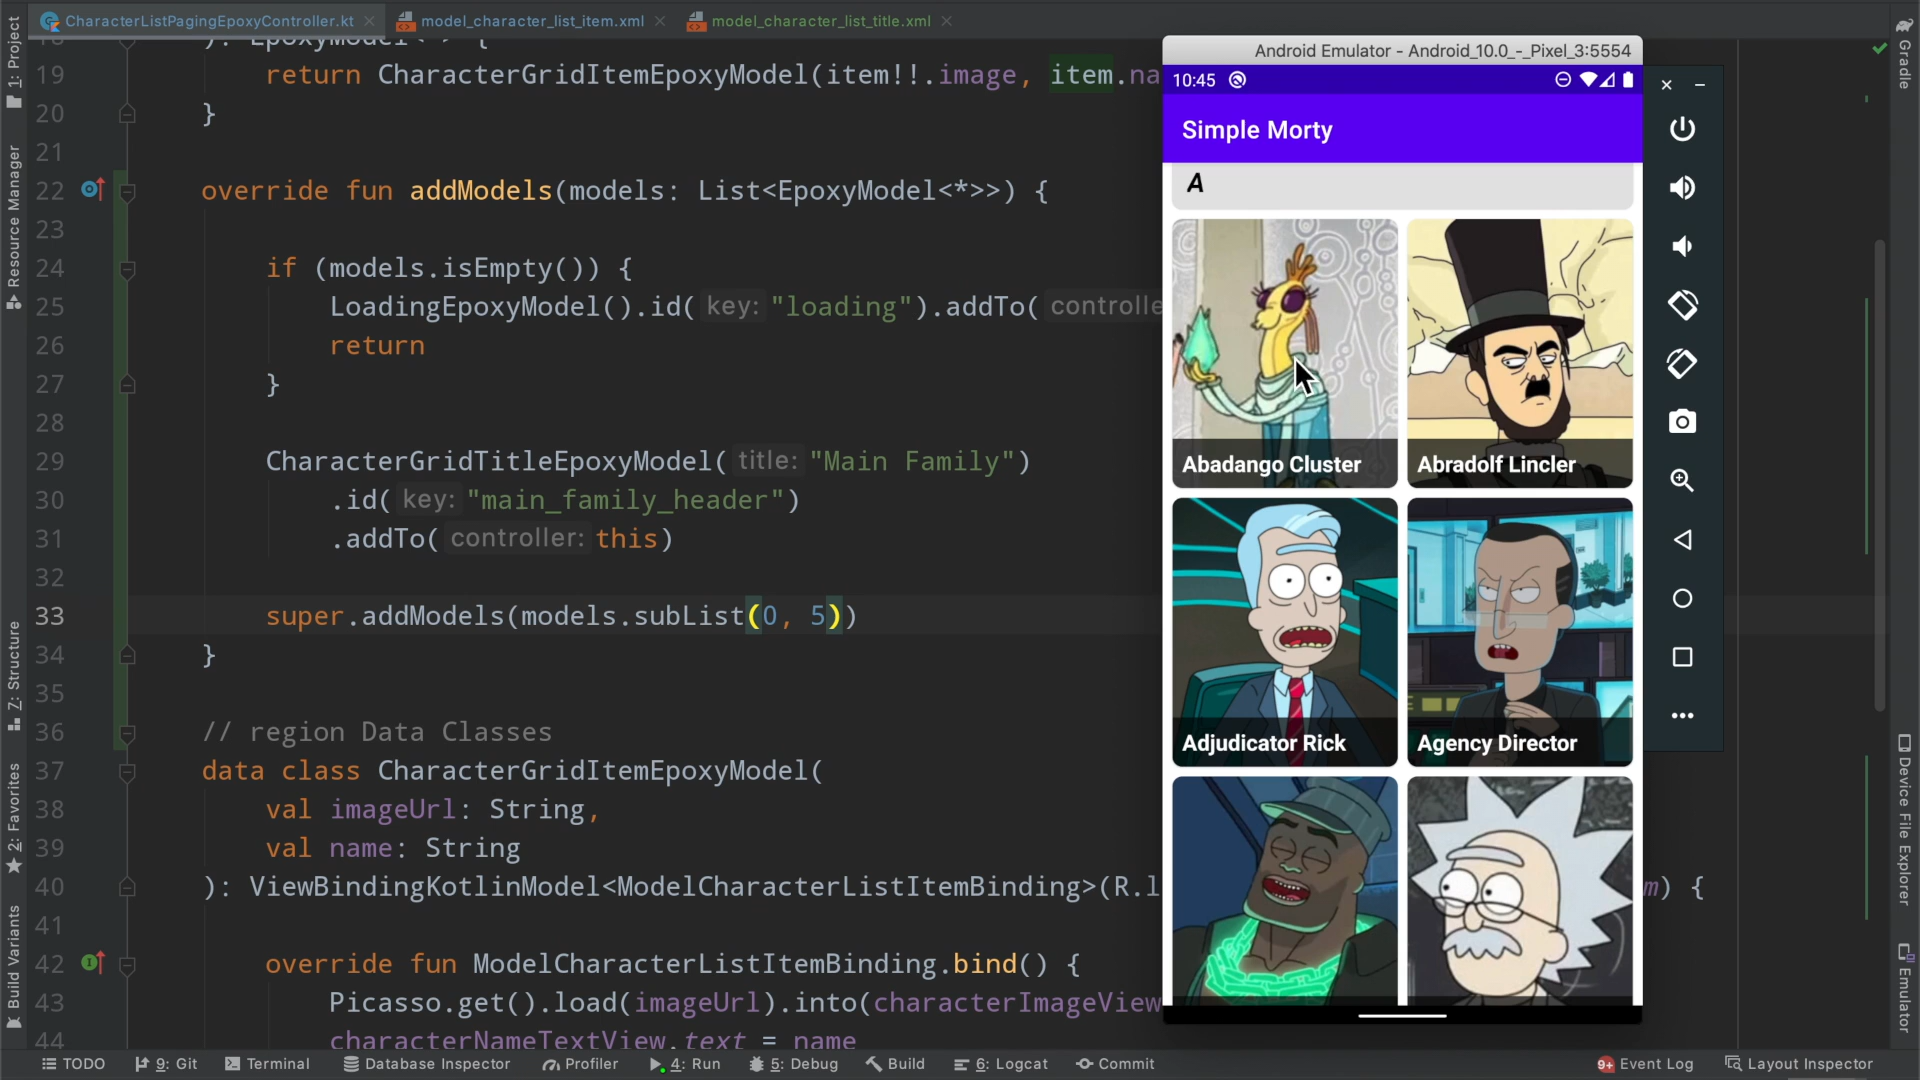 CharacterListPagingEpoxyController.kt
model_character_list_item.xml
model_character_list_title.xml
1: Project
Resource Manager
7: Structure
2: Favorites
Build Variants
19 return CharacterGridItemEpoxyModel(item!!.image, item.na
20 }
21
22 override fun addModels(models: List<EpoxyModel<*>>) {
23
24 if (models.isEmpty()) {
25 LoadingEpoxyModel().id( key: "loading").addTo( controlle
26 return
27 }
28
29 CharacterGridTitleEpoxyModel( title: "Main Family")
30 .id( key: "main_family_header")
31 .addTo( controller: this)
32
33 super.addModels(models.subList(0, 5))
34 }
35
36 // region Data Classes
37 data class CharacterGridItemEpoxyModel(
38 val imageUrl: String,
39 val name: String
40 ): ViewBindingKotlinModel<ModelCharacterListItemBinding>(R.l m) {
41
42 override fun ModelCharacterListItemBinding.bind() {
43 Picasso.get().load(imageUrl).into(characterImageView
44 characterNameTextView.text = name
Android Emulator - Android_10.0_-_Pixel_3:5554
10:45
Simple Morty
A
Abadango Cluster
Abradolf Lincler
Adjudicator Rick
Agency Director
Gradle
Device File Explorer
Emulator
TODO
9: Git
Terminal
Database Inspector
Profiler
4: Run
5: Debug
Build
6: Logcat
Commit
9+ Event Log
Layout Inspector